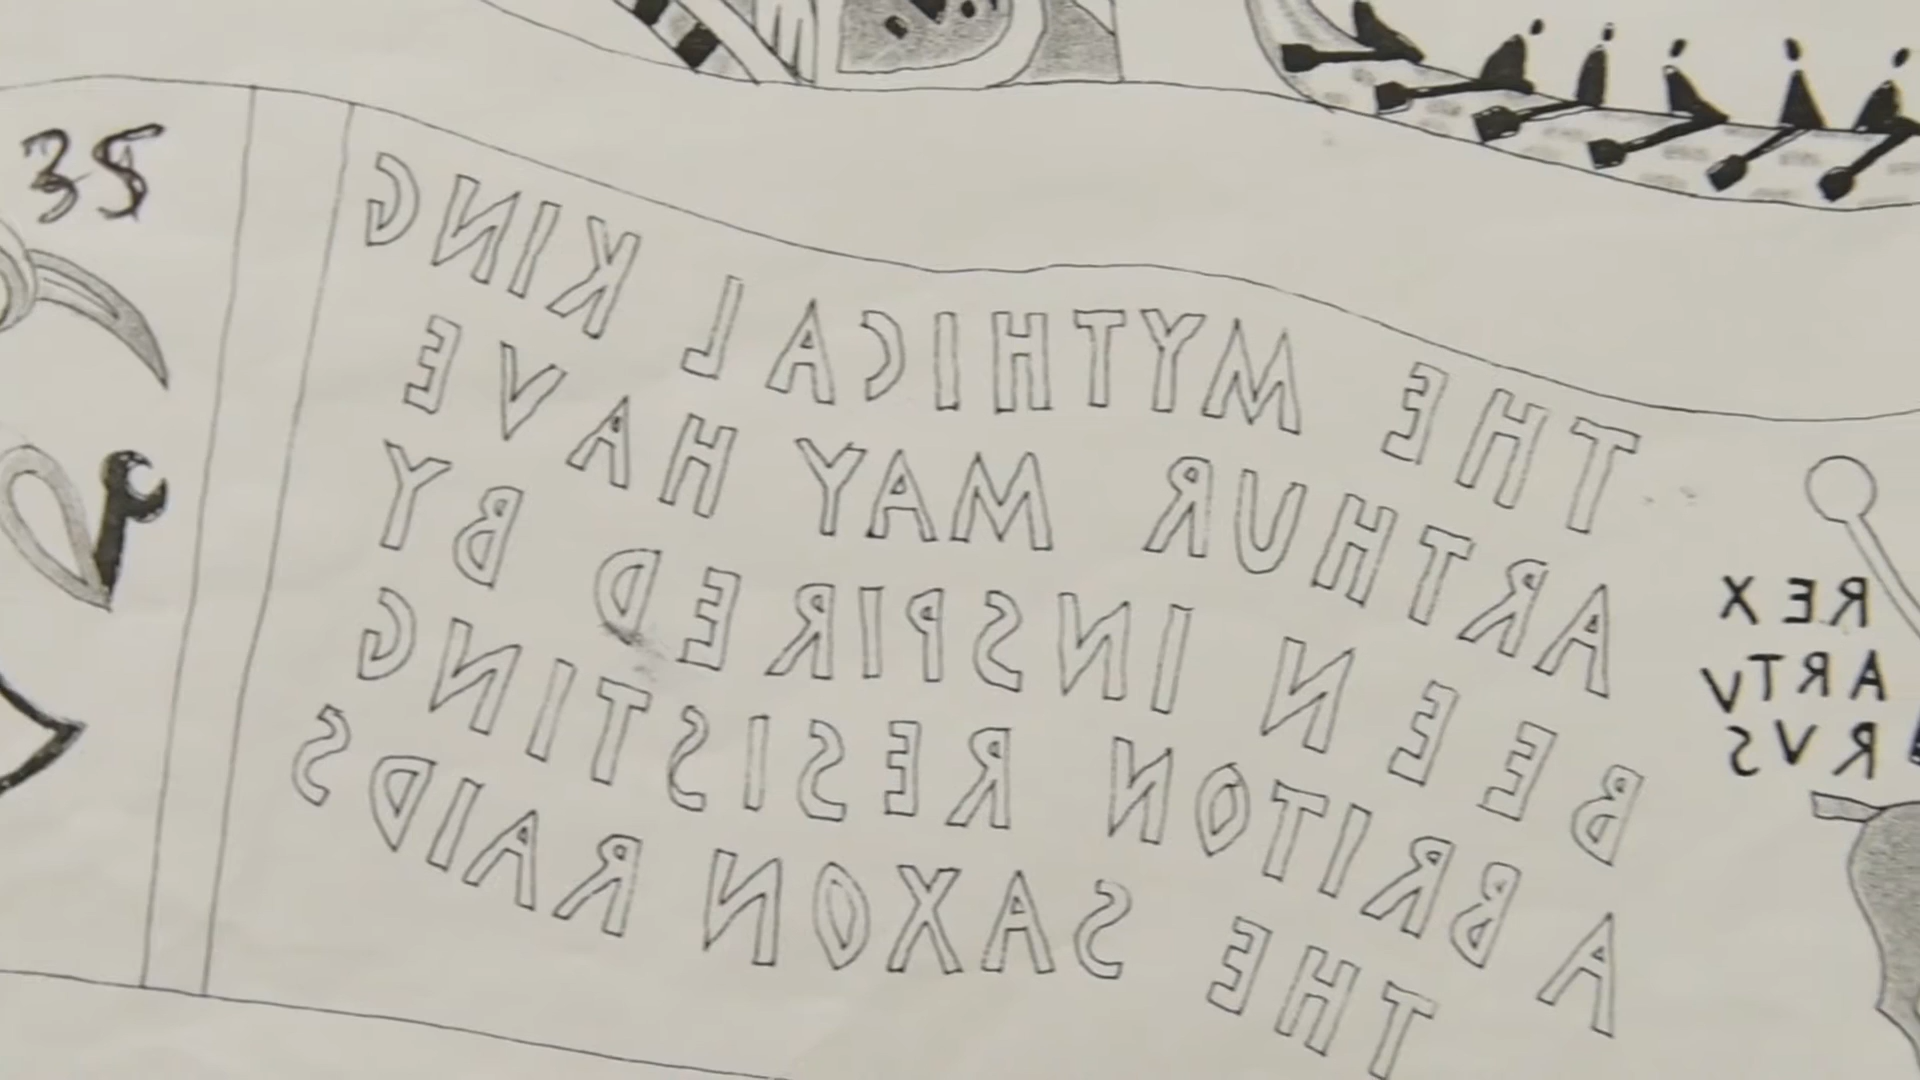 35
THE MYTHICAL KING
ARTHUR MAY HAVE
BEEN INSPIRED BY
A BRITON RESISTING
THE SAXON RAIDS
REX
ARTV
RVS